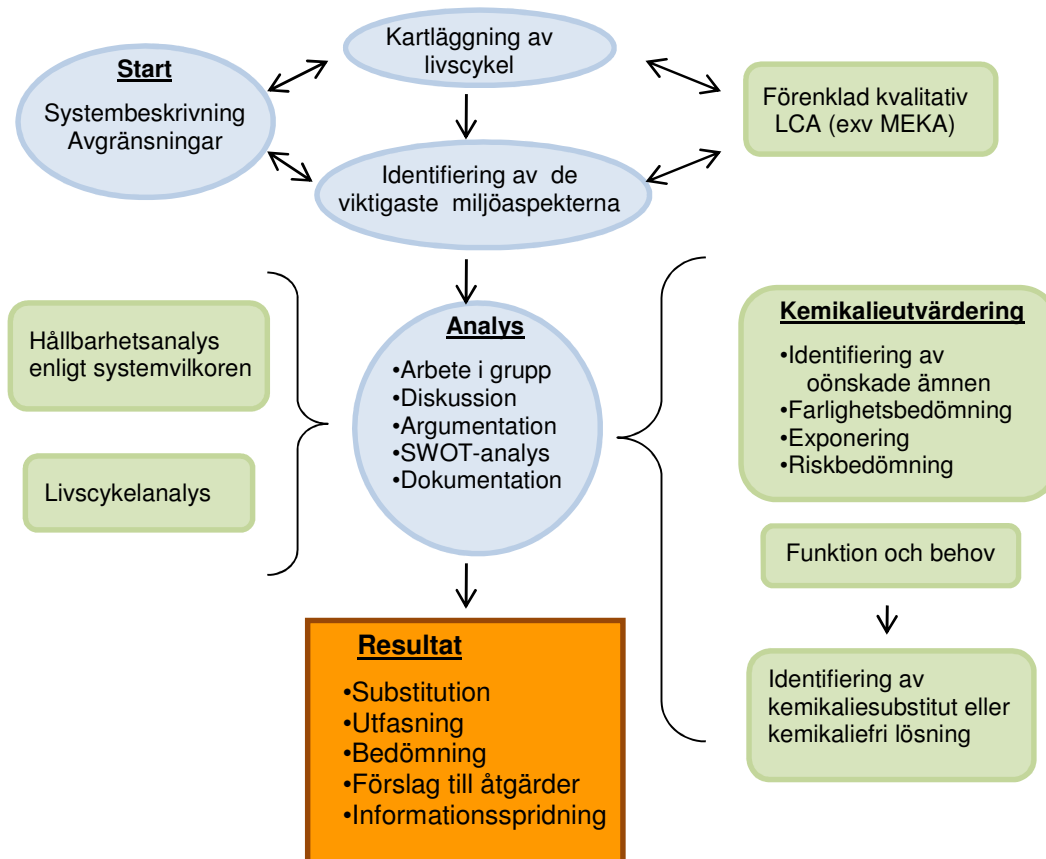 Start
Systembeskrivning
Avgränsningar
Kartläggning av
livscykel
Förenklad kvalitativ
LCA (exv MEKA)
Identifiering av de
viktigaste miljöaspekterna
Hållbarhetsanalys
enligt systemvilkoren
Livscykelanalys
Analys
•Arbete i grupp
•Diskussion
•Argumentation
•SWOT-analys
•Dokumentation
Kemikalieutvärdering
•Identifiering av
oönskade ämnen
•Farlighetsbedömning
•Exponering
•Riskbedömning
Funktion och behov
Identifiering av
kemikaliesubstitut eller
kemikaliefri lösning
Resultat
•Substitution
•Utfasning
•Bedömning
•Förslag till åtgärder
•Informationsspridning